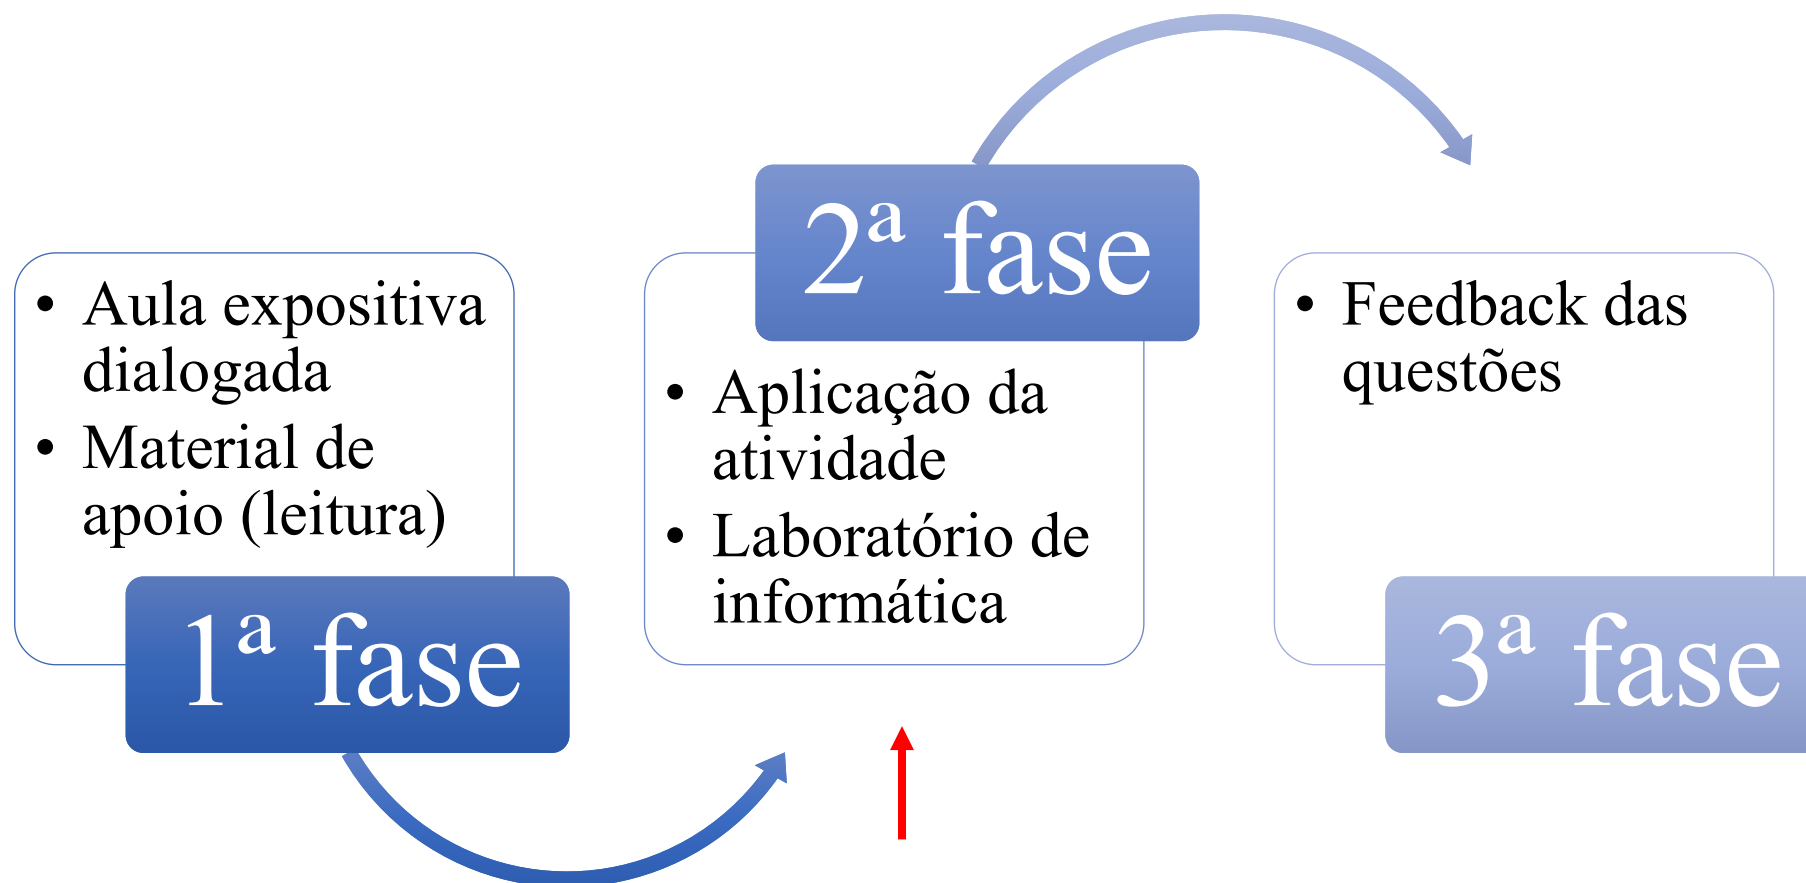 • Aula expositiva
dialogada
• Material de
apoio (leitura)
1ª fase
2ª fase
• Aplicação da
atividade
• Laboratório de
informática
• Feedback das
questões
3ª fase